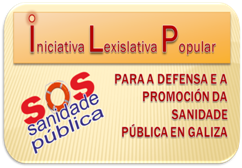 Iniciativa Lexislativa Popular
SOS
sanidade
pública
PARA A DEFENSA E A
PROMOCIÓN DA
SANIDADE
PÚBLICA EN GALIZA